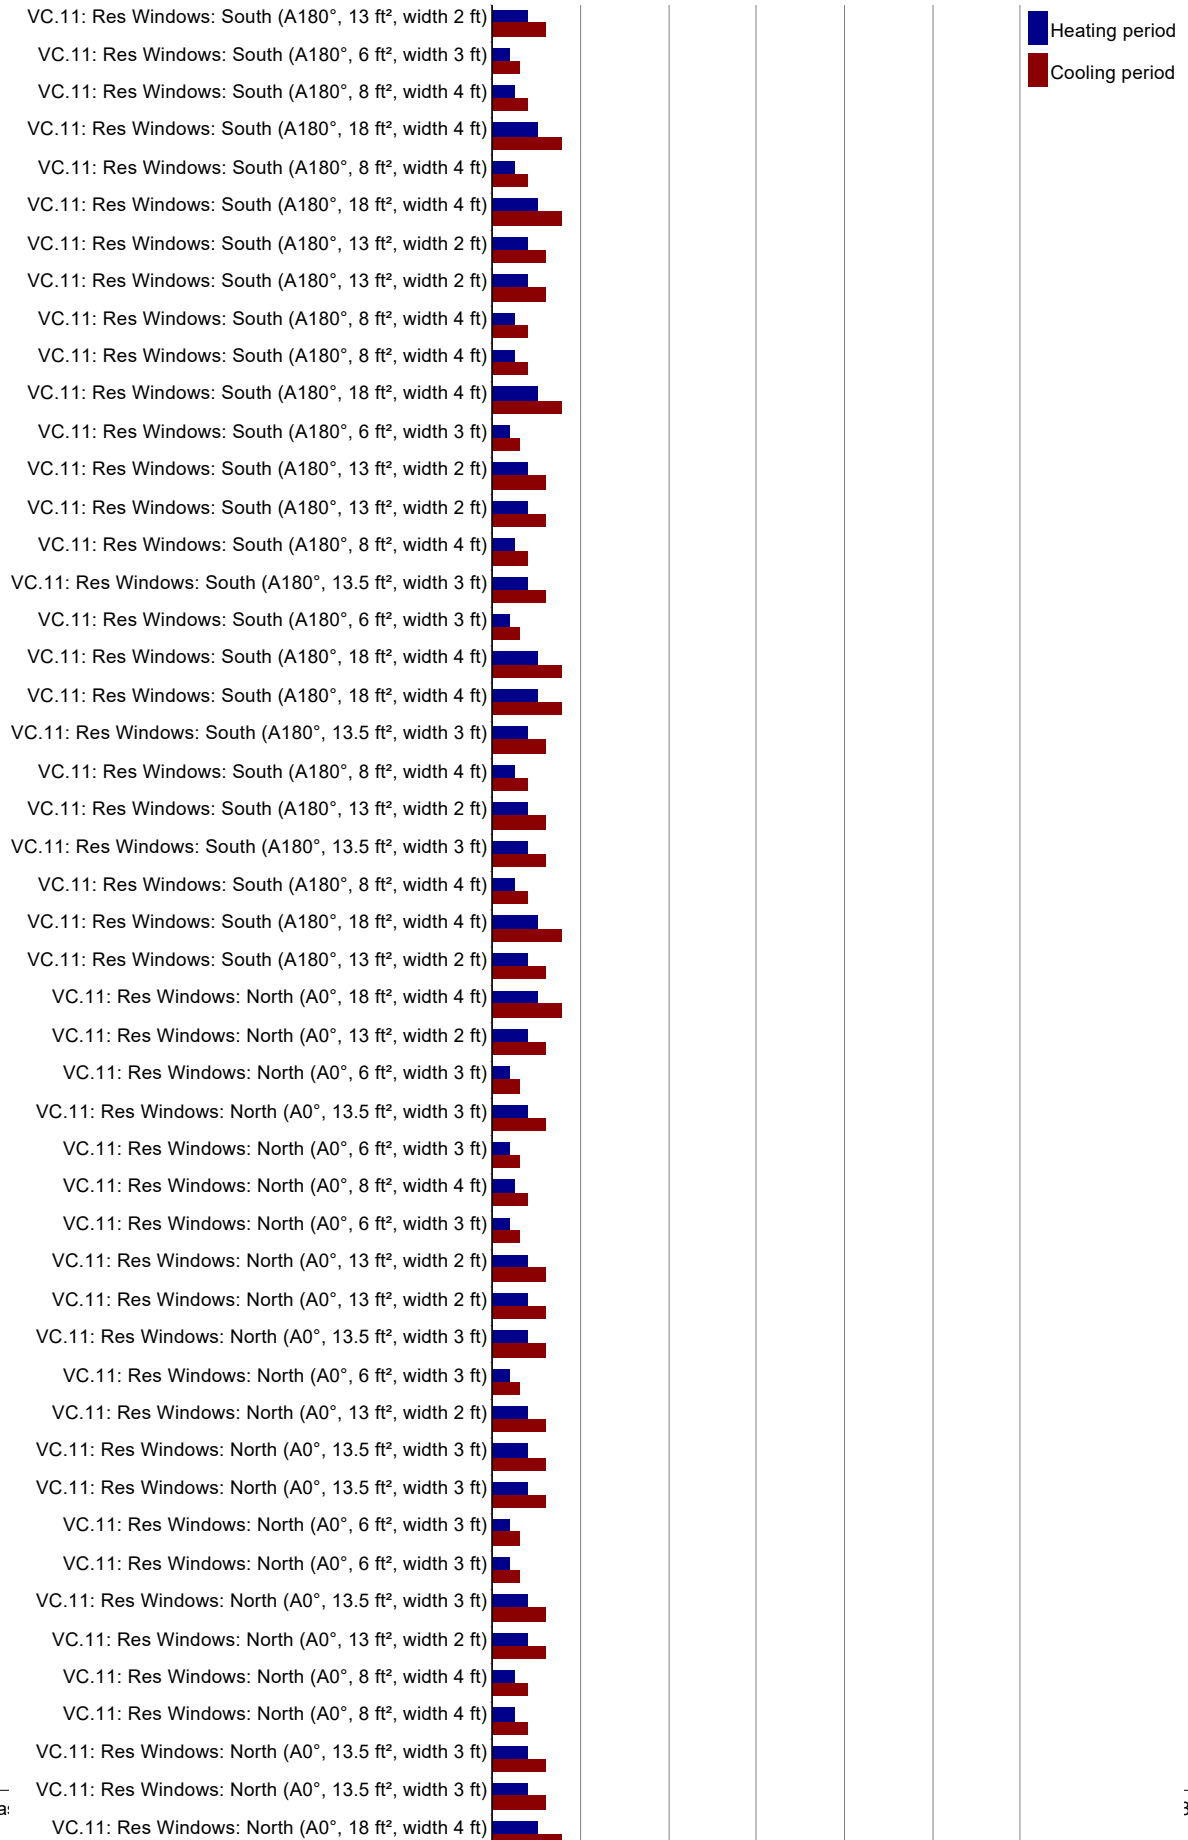 VC.11: Res Windows: South (A180°, 13 ft², width 2 ft)
Heating period
VC.11: Res Windows: South (A180°, 6 ft², width 3 ft)
Cooling period
VC.11: Res Windows: South (A180°, 8 ft², width 4 ft)
VC.11: Res Windows: South (A180°, 18 ft², width 4 ft)
VC.11: Res Windows: South (A180°, 8 ft², width 4 ft)
VC.11: Res Windows: South (A180°, 18 ft², width 4 ft)
VC.11: Res Windows: South (A180°, 13 ft², width 2 ft)
VC.11: Res Windows: South (A180°, 13 ft², width 2 ft)
VC.11: Res Windows: South (A180°, 8 ft², width 4 ft)
VC.11: Res Windows: South (A180°, 8 ft², width 4 ft)
VC.11: Res Windows: South (A180°, 18 ft², width 4 ft)
VC.11: Res Windows: South (A180°, 6 ft², width 3 ft)
VC.11: Res Windows: South (A180°, 13 ft², width 2 ft)
VC.11: Res Windows: South (A180°, 13 ft², width 2 ft)
VC.11: Res Windows: South (A180°, 8 ft², width 4 ft)
VC.11: Res Windows: South (A180°, 13.5 ft², width 3 ft)
VC.11: Res Windows: South (A180°, 6 ft², width 3 ft)
VC.11: Res Windows: South (A180°, 18 ft², width 4 ft)
VC.11: Res Windows: South (A180°, 18 ft², width 4 ft)
VC.11: Res Windows: South (A180°, 13.5 ft², width 3 ft)
VC.11: Res Windows: South (A180°, 8 ft², width 4 ft)
VC.11: Res Windows: South (A180°, 13 ft², width 2 ft)
VC.11: Res Windows: South (A180°, 13.5 ft², width 3 ft)
VC.11: Res Windows: South (A180°, 8 ft², width 4 ft)
VC.11: Res Windows: South (A180°, 18 ft², width 4 ft)
VC.11: Res Windows: South (A180°, 13 ft², width 2 ft)
VC.11: Res Windows: North (A0°, 18 ft², width 4 ft)
VC.11: Res Windows: North (A0°, 13 ft², width 2 ft)
VC.11: Res Windows: North (A0°, 6 ft², width 3 ft)
VC.11: Res Windows: North (A0°, 13.5 ft², width 3 ft)
VC.11: Res Windows: North (A0°, 6 ft², width 3 ft)
VC.11: Res Windows: North (A0°, 8 ft², width 4 ft)
VC.11: Res Windows: North (A0°, 6 ft², width 3 ft)
VC.11: Res Windows: North (A0°, 13 ft², width 2 ft)
VC.11: Res Windows: North (A0°, 13 ft², width 2 ft)
VC.11: Res Windows: North (A0°, 13.5 ft², width 3 ft)
VC.11: Res Windows: North (A0°, 6 ft², width 3 ft)
VC.11: Res Windows: North (A0°, 13 ft², width 2 ft)
VC.11: Res Windows: North (A0°, 13.5 ft², width 3 ft)
VC.11: Res Windows: North (A0°, 13.5 ft², width 3 ft)
VC.11: Res Windows: North (A0°, 6 ft², width 3 ft)
VC.11: Res Windows: North (A0°, 6 ft², width 3 ft)
VC.11: Res Windows: North (A0°, 13.5 ft², width 3 ft)
VC.11: Res Windows: North (A0°, 13 ft², width 2 ft)
VC.11: Res Windows: North (A0°, 8 ft², width 4 ft)
VC.11: Res Windows: North (A0°, 8 ft², width 4 ft)
VC.11: Res Windows: North (A0°, 13.5 ft², width 3 ft)
VC.11: Res Windows: North (A0°, 13.5 ft², width 3 ft)
VC.11: Res Windows: North (A0°, 18 ft², width 4 ft)